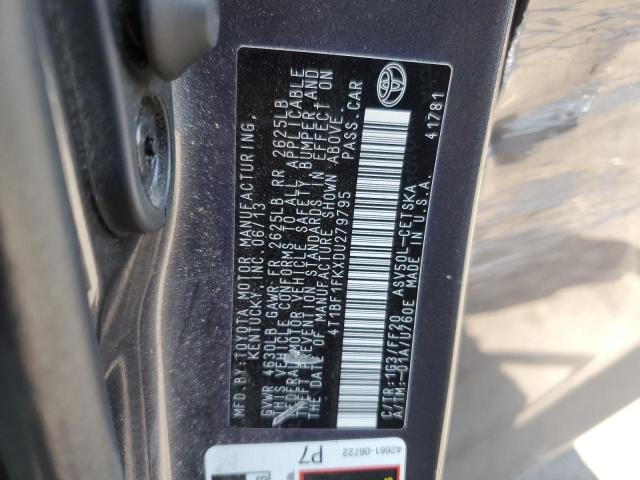 MFD.BY:TOYOTA MOTOR MANUFACTURING,
KENTUCKY, INC. 06/13
GVWR 4630LB GAWR FR 2625LB RR 2625LB
THIS VEHICLE CONFORMS TO ALL APPLICABLE
FEDERAL MOTOR VEHICLE SAFETY, BUMPER, AND
THEFT PREVENTION STANDARDS IN EFFECT ON
THE DATE OF MANUFACTURE SHOWN ABOVE.
4T1BF1FKXDU279795 PASS.CAR
C/TR:1G3/FF20 ASV50L-CETSKA
A/TM:-01A/U760E MADE IN U.S.A. 41781
42661-06722
P7